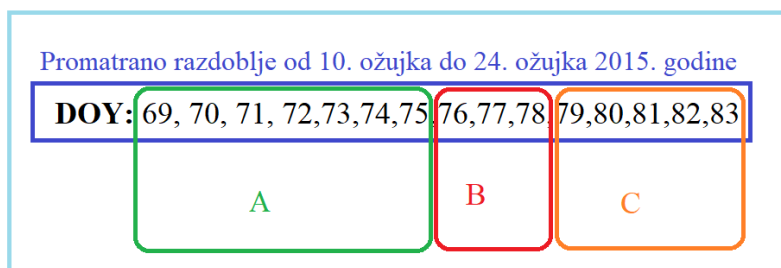 Promatrano razdoblje od 10. ožujka do 24. ožujka 2015. godine
DOY: 69, 70, 71, 72,73,74,75,76,77,78,79,80,81,82,83
A B C